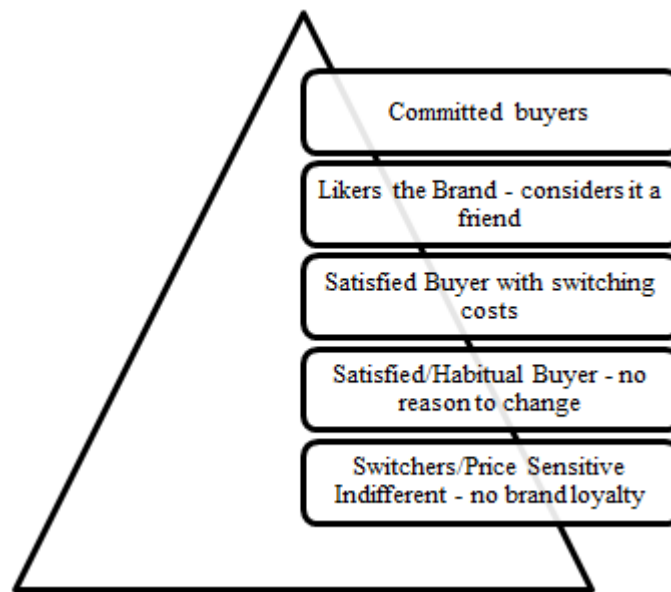 Committed buyers
Likers the Brand - considers it a
friend
Satisfied Buyer with switching
costs
Satisfied/Habitual Buyer - no
reason to change
Switchers/Price Sensitive
Indifferent - no brand loyalty